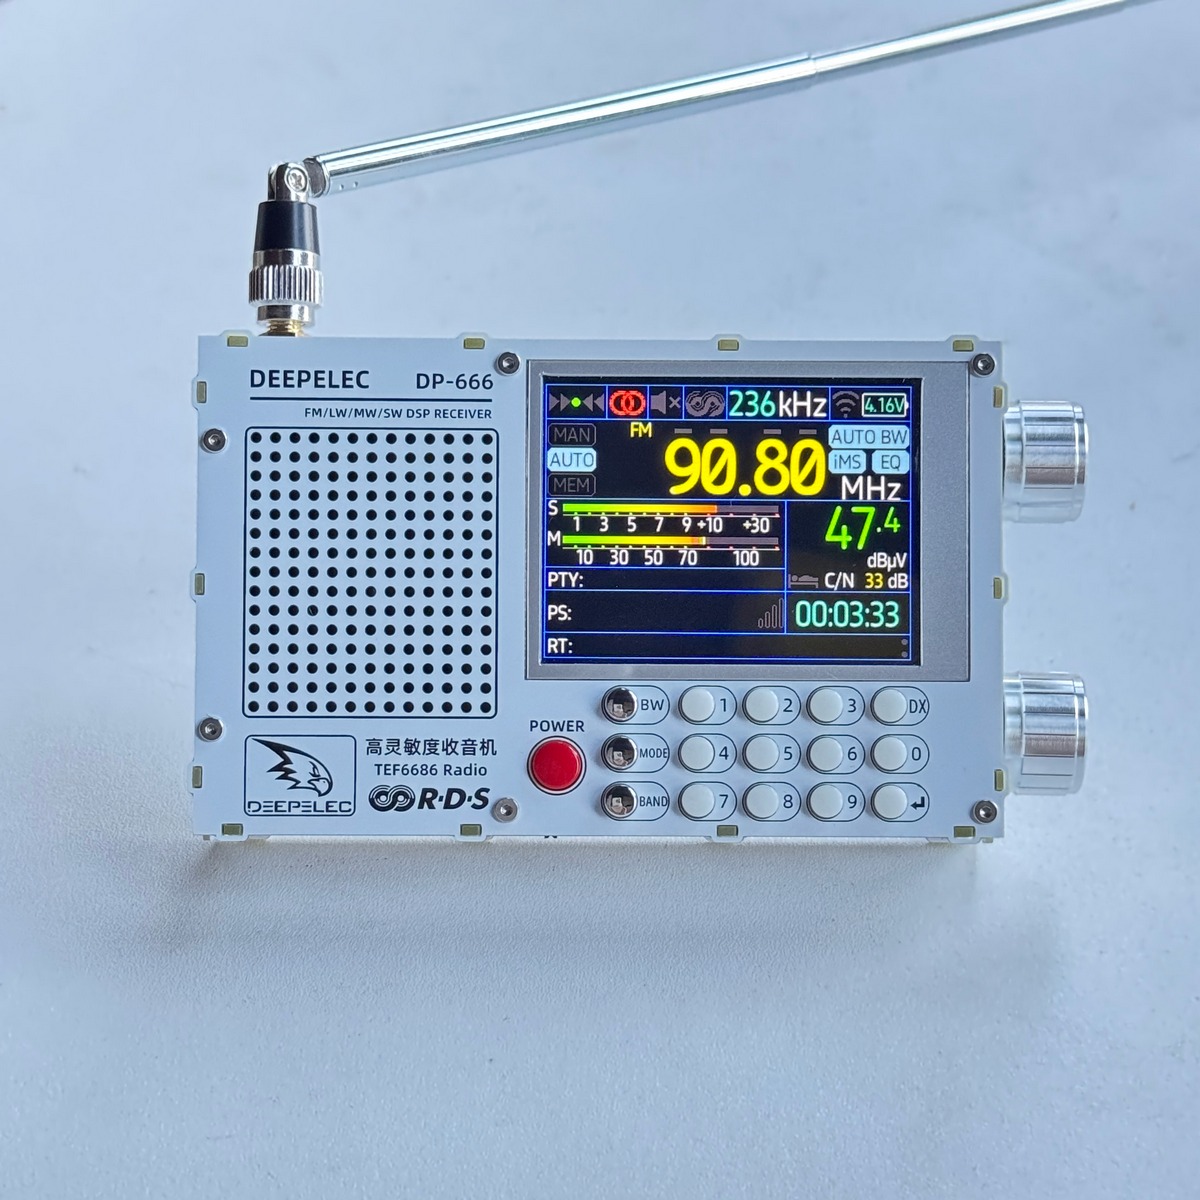 DEEPELEC DP-666
FM/LW/MW/SW DSP RECEIVER
236kHz 4.16V
MAN FM AUTO BW
AUTO 90.80 iMS EQ
MEM MHz
S 1 3 5 7 9 +10 +30 47.4
M 10 30 50 70 100 dBµV
PTY: C/N 33 dB
PS: 00:03:33
RT:
POWER
BW 1 2 3 DX
MODE 4 5 6 0
BAND 7 8 9
高灵敏度收音机
TEF6686 Radio
DEEPELEC R·D·S